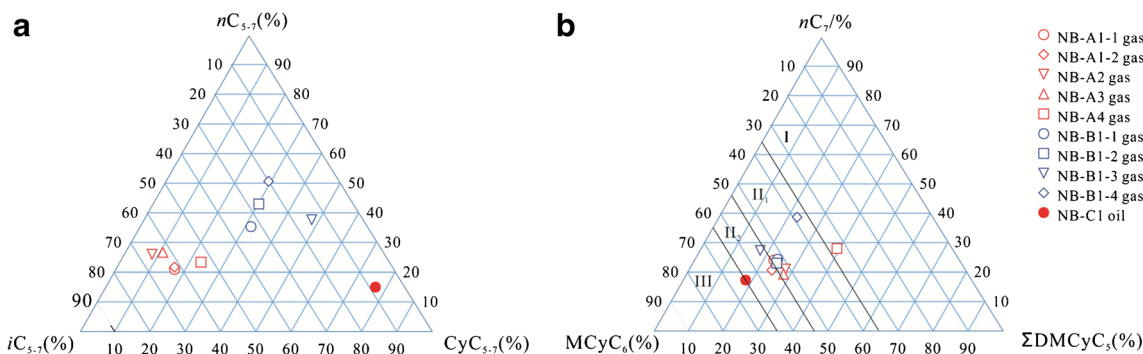 a
nC5-7(%)
10 90
20 80
30 70
40 60
50 50
60 40
70 30
80 20
90 10
iC5-7(%)
10 20 30 40 50 60 70 80 90
CyC5-7(%)
b
nC7/%
10 90
20 80
30 70
I
40 60
50 50
II1
60 40
II2
70 30
80 20
III
90 10
MCyC6(%)
10 20 30 40 50 60 70 80 90
ΣDMCyC5(%)
NB-A1-1 gas
NB-A1-2 gas
NB-A2 gas
NB-A3 gas
NB-A4 gas
NB-B1-1 gas
NB-B1-2 gas
NB-B1-3 gas
NB-B1-4 gas
NB-C1 oil